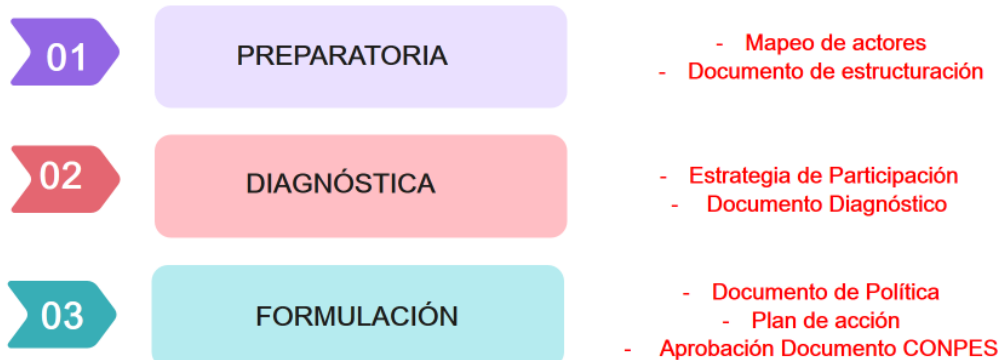 01
PREPARATORIA
- Mapeo de actores
- Documento de estructuración
02
DIAGNÓSTICA
- Estrategia de Participación
- Documento Diagnóstico
03
FORMULACIÓN
- Documento de Política
- Plan de acción
- Aprobación Documento CONPES